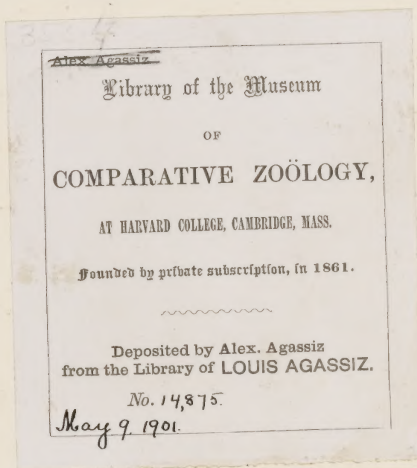 Alex. Agassiz.
Library of the Museum
OF
COMPARATIVE ZOÖLOGY,
AT HARVARD COLLEGE, CAMBRIDGE, MASS.
Founded by private subscription, in 1861.
Deposited by Alex. Agassiz
from the Library of LOUIS AGASSIZ.
No. 14,875.
May 9. 1901.